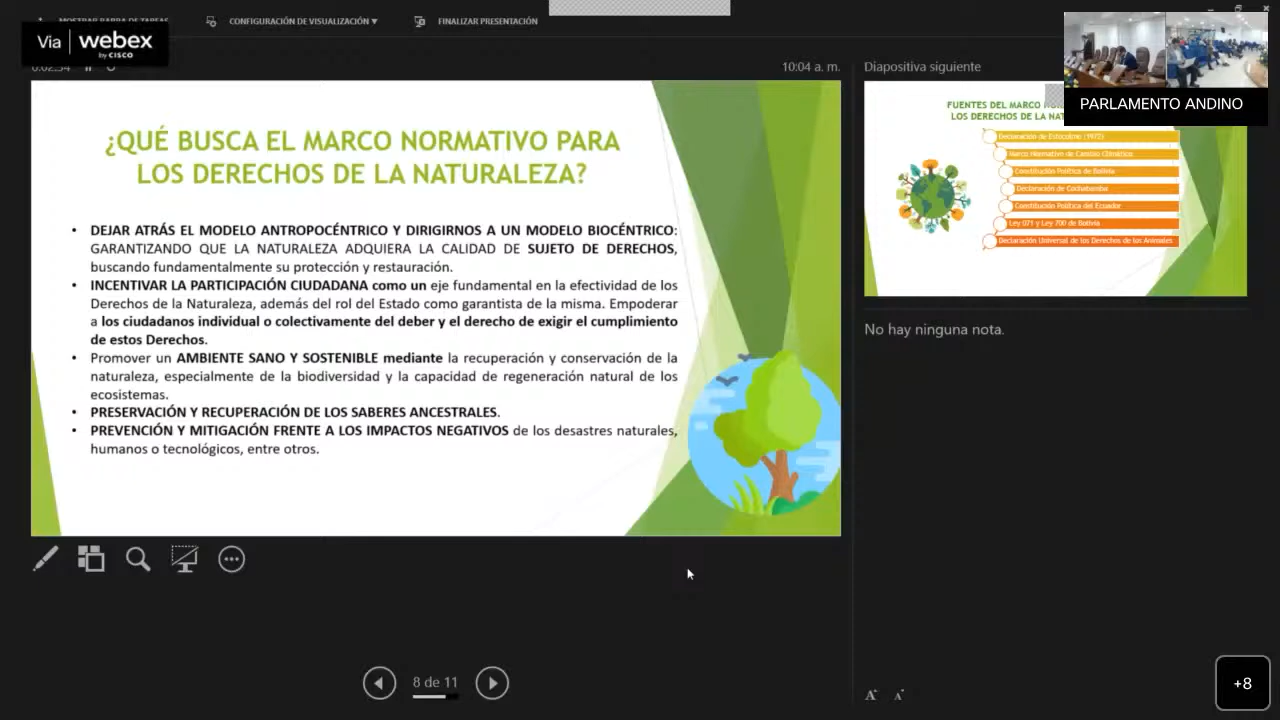 CONFIGURACIÓN DE VISUALIZACIÓN ▼
FINALIZAR PRESENTACIÓN
Via webex
by CISCO
10:04 a. m.
Diapositiva siguiente
PARLAMENTO ANDINO
¿QUÉ BUSCA EL MARCO NORMATIVO PARA
LOS DERECHOS DE LA NATURALEZA?
• DEJAR ATRÁS EL MODELO ANTROPOCÉNTRICO Y DIRIGIRNOS A UN MODELO BIOCÉNTRICO:
GARANTIZANDO QUE LA NATURALEZA ADQUIERA LA CALIDAD DE SUJETO DE DERECHOS,
buscando fundamentalmente su protección y restauración.
• INCENTIVAR LA PARTICIPACIÓN CIUDADANA como un eje fundamental en la efectividad de los
Derechos de la Naturaleza, además del rol del Estado como garantista de la misma. Empoderar
a los ciudadanos individual o colectivamente del deber y el derecho de exigir el cumplimiento
de estos Derechos.
• Promover un AMBIENTE SANO Y SOSTENIBLE mediante la recuperación y conservación de la
naturaleza, especialmente de la biodiversidad y la capacidad de regeneración natural de los
ecosistemas.
• PRESERVACIÓN Y RECUPERACIÓN DE LOS SABERES ANCESTRALES.
• PREVENCIÓN Y MITIGACIÓN FRENTE A LOS IMPACTOS NEGATIVOS de los desastres naturales,
humanos o tecnológicos, entre otros.
FUENTES DEL MARCO
LOS DERECHOS DE LA
Declaración de Estocolmo (1972)
Marco Normativo de Cambio Climático
Constitución Política de Bolivia
Declaración de Cochabamba
Constitución Política del Ecuador
Ley 071 y Ley 700 de Bolivia
Declaración Universal de los Derechos de los Animales
No hay ninguna nota.
8 de 11
A A
+8